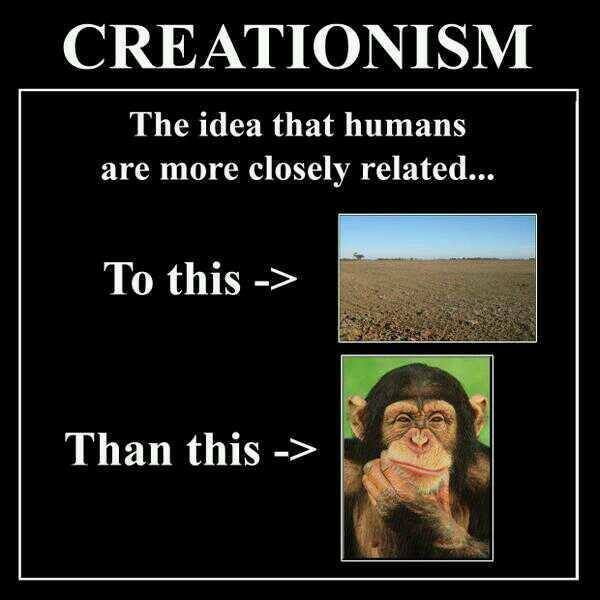 CREATIONISM
The idea that humans
are more closely related...
To this ->
Than this ->